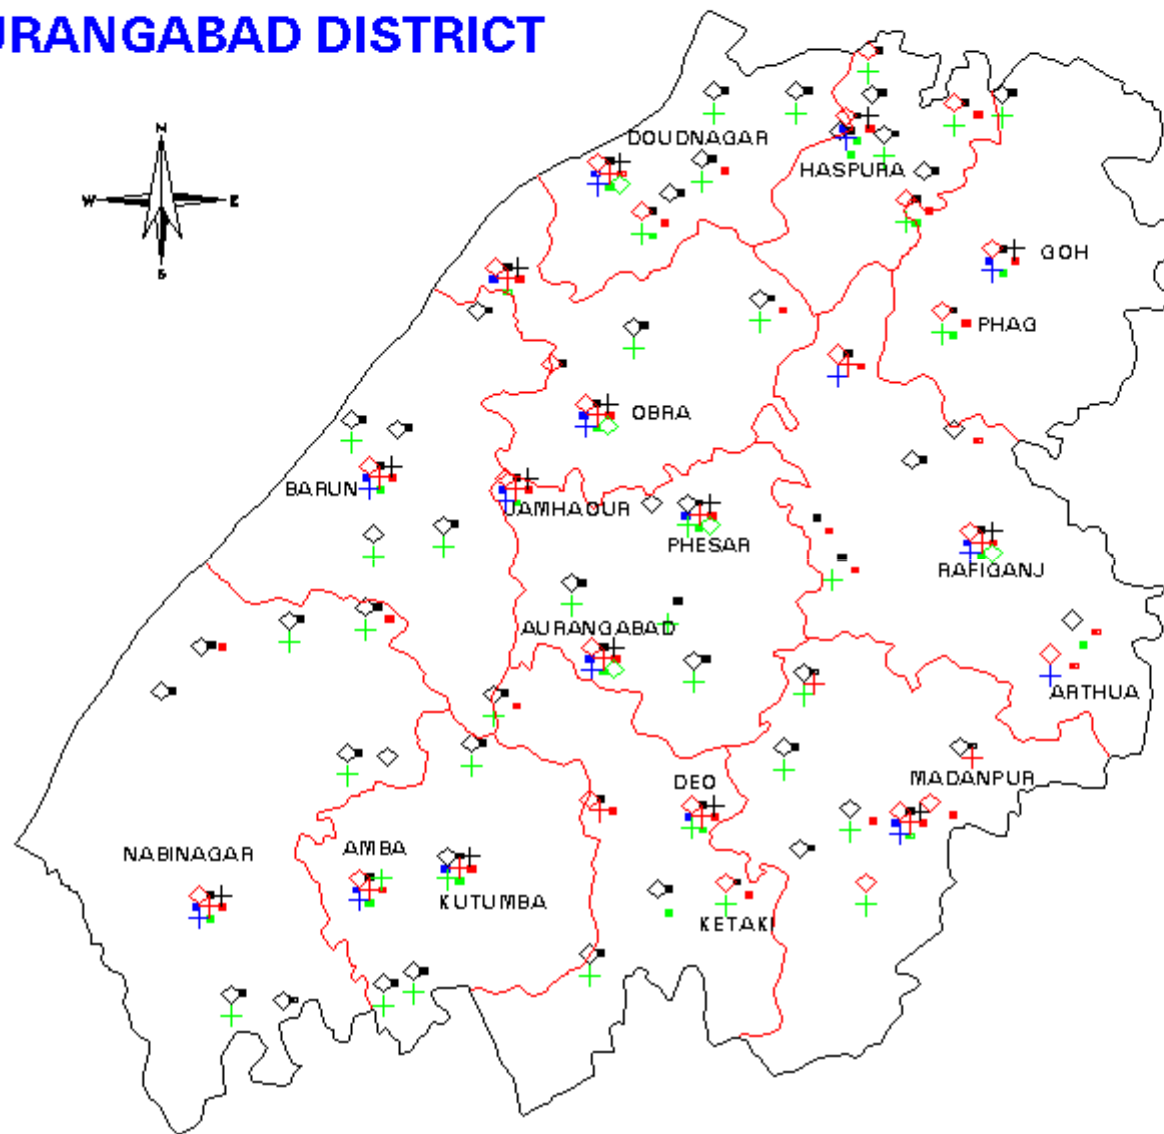 URANGABAD DISTRICT
N
W E
S
DOUDNAGAR
HASPURA
GOH
PHAG
OBRA
BARUN
JAMHAOUR
PHESAR
RAFIGANJ
AURANGABAD
ARTHUA
MADANPUR
DEO
NABINAGAR
AMBA
KUTUMBA
KETAKI